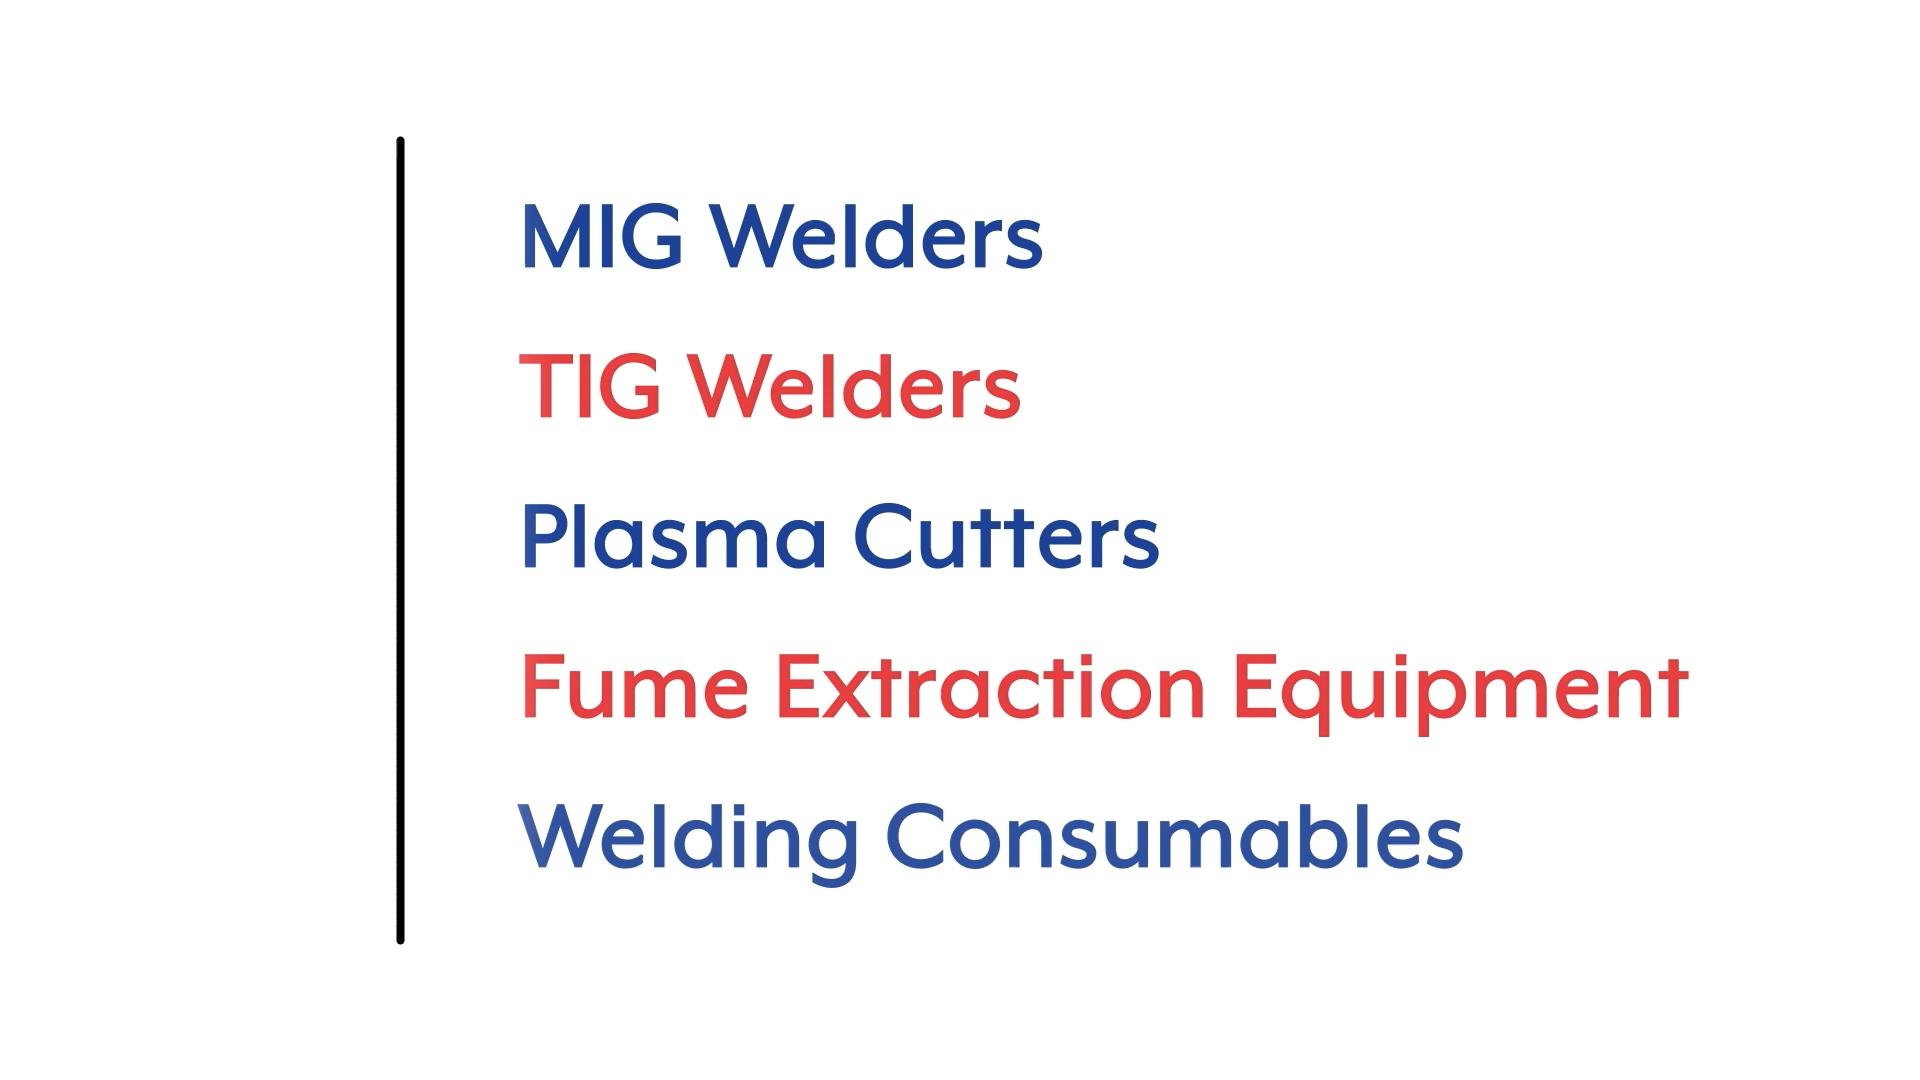 MIG Welders
TIG Welders
Plasma Cutters
Fume Extraction Equipment
Welding Consumables